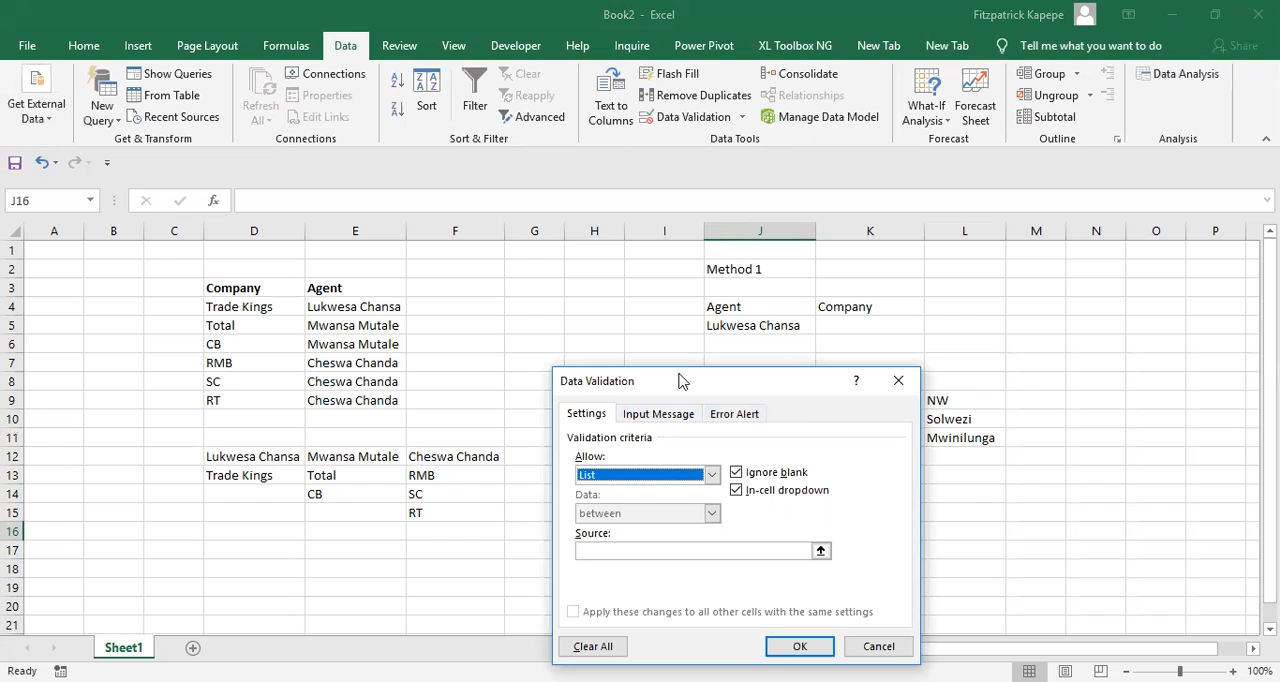 Book2 - Excel
Fitzpatrick Kapepe
File Home Insert Page Layout Formulas Data Review View Developer Help Inquire Power Pivot XL Toolbox NG New Tab New Tab Tell me what you want to do Share
Get External Data
New Query
Show Queries
From Table
Recent Sources
Get & Transform
Refresh All
Connections
Properties
Edit Links
Connections
Sort
Filter
Clear
Reapply
Advanced
Sort & Filter
Text to Columns
Flash Fill
Remove Duplicates
Data Validation
Consolidate
Relationships
Manage Data Model
Data Tools
What-If Analysis
Forecast Sheet
Forecast
Group
Ungroup
Subtotal
Outline
Data Analysis
Analysis
J16 fx
A B C D E F G H I J K L M N O P
1
2 Method 1
3 Company Agent
4 Trade Kings Lukwesa Chansa Agent Company
5 Total Mwansa Mutale Lukwesa Chansa
6 CB Mwansa Mutale
7 RMB Cheswa Chanda
8 SC Cheswa Chanda
9 RT Cheswa Chanda NW
10 Solwezi
11 Mwinilunga
12 Lukwesa Chansa Mwansa Mutale Cheswa Chanda
13 Trade Kings Total RMB
14 CB SC
15 RT
16
17
18
19
20
21
Data Validation ?
Settings Input Message Error Alert
Validation criteria
Allow:
List Ignore blank
Data: In-cell dropdown
between
Source:
Apply these changes to all other cells with the same settings
Clear All OK Cancel
Sheet1
Ready 100%